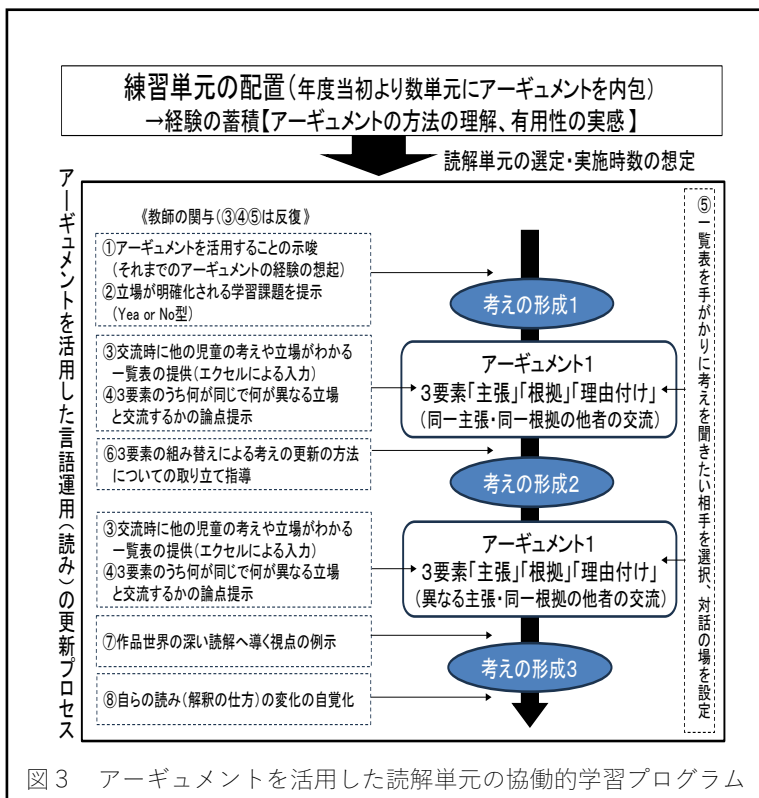 練習単元の配置(年度当初より数単元にアーギュメントを内包)
→経験の蓄積【アーギュメントの方法の理解、有用性の実感】
読解単元の選定・実施時数の想定
アーギュメントを活用した言語運用(読み)の更新プロセス
《教師の関与(③④⑤は反復》
①アーギュメントを活用することの示唆
(それまでのアーギュメントの経験の想起)
②立場が明確化される学習課題を提示
(Yea or No型)
考えの形成1
③交流時に他の児童の考えや立場がわかる
一覧表の提供(エクセルによる入力)
④3要素のうち何が同じで何が異なる立場
と交流するかの論点提示
アーギュメント1
3要素「主張」「根拠」「理由付け」
(同一主張・同一根拠の他者の交流)
⑥3要素の組み替えによる考えの更新の方法
についての取り立て指導
考えの形成2
③交流時に他の児童の考えや立場がわかる
一覧表の提供(エクセルによる入力)
④3要素のうち何が同じで何が異なる立場
と交流するかの論点提示
アーギュメント1
3要素「主張」「根拠」「理由付け」
(異なる主張・同一根拠の他者の交流)
⑦作品世界の深い読解へ導く視点の例示
考えの形成3
⑧自らの読み(解釈の仕方)の変化の自覚化
⑤一覧表を手がかりに考えを聞きたい相手を選択、対話の場を設定
図3 アーギュメントを活用した読解単元の協働的学習プログラム